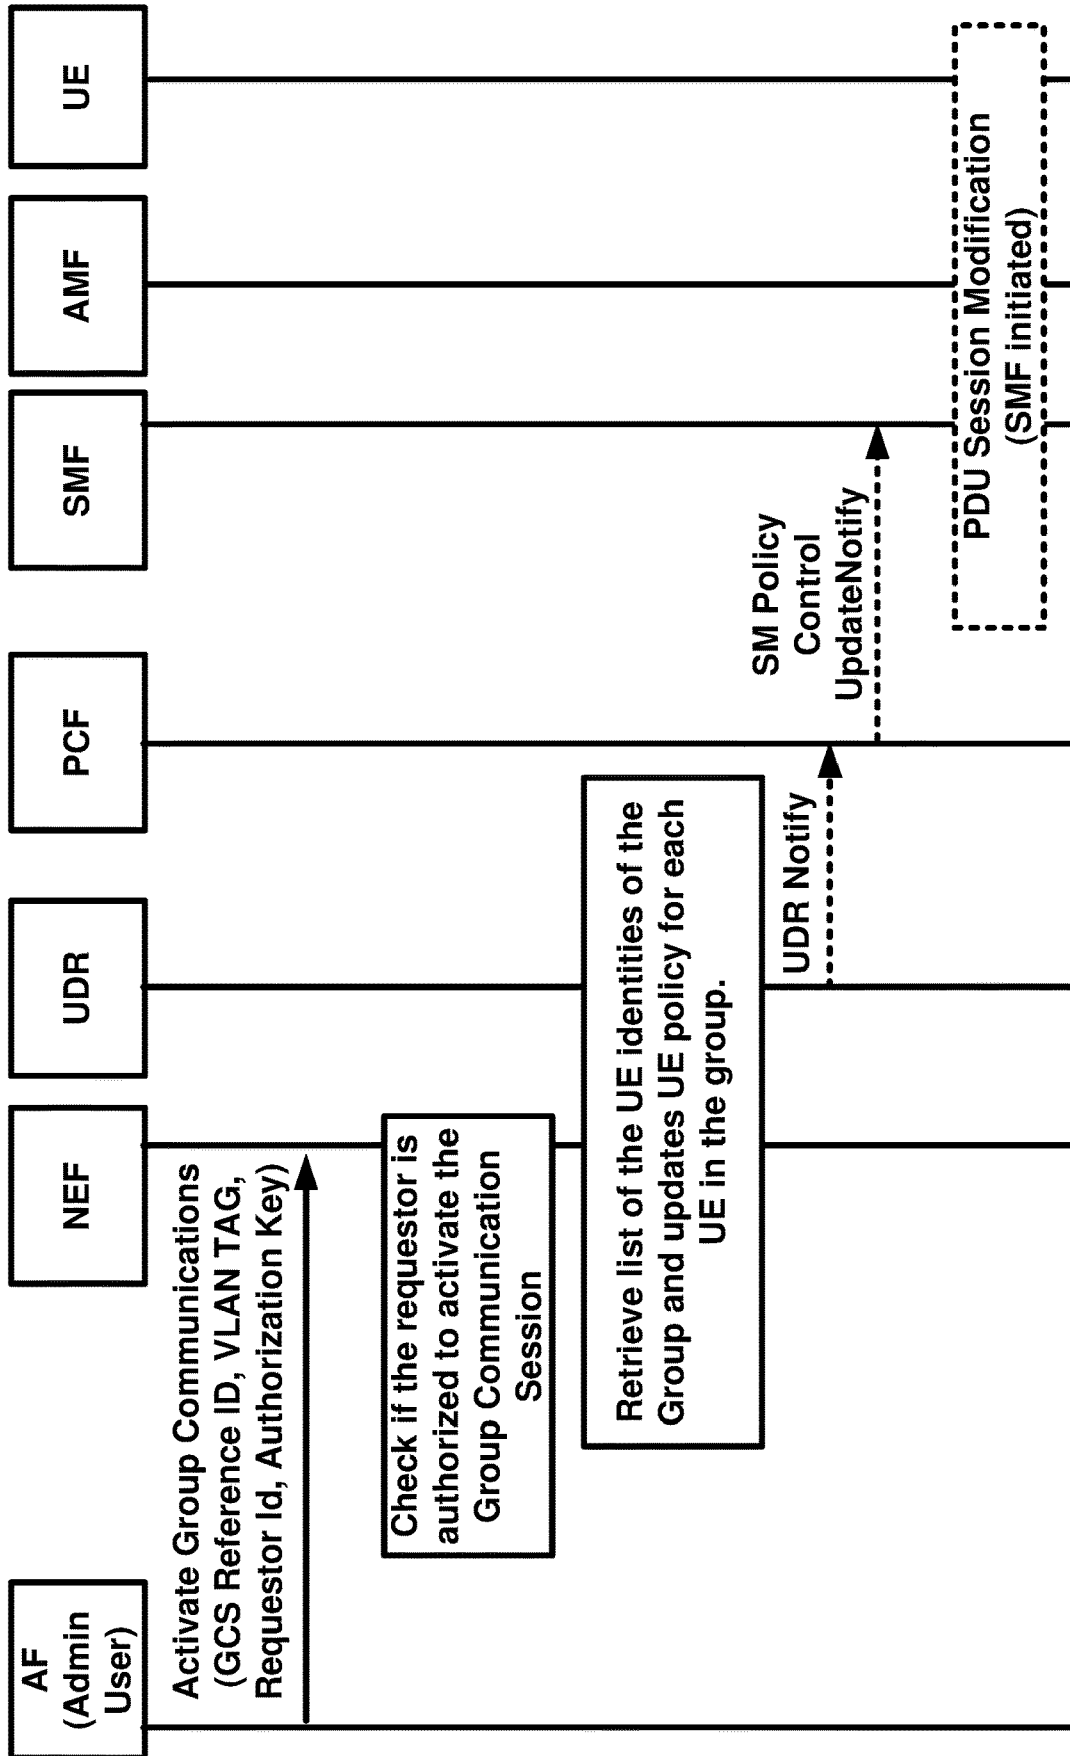 AF
(Admin
User)
NEF
UDR
PCF
SMF
AMF
UE
Activate Group Communications
(GCS Reference ID, VLAN TAG,
Requestor Id, Authorization Key)
Check if the requestor is
authorized to activate the
Group Communication
Session
Retrieve list of the UE identities of the
Group and updates UE policy for each
UE in the group.
UDR Notify
SM Policy
Control
UpdateNotify
PDU Session Modification
(SMF initiated)